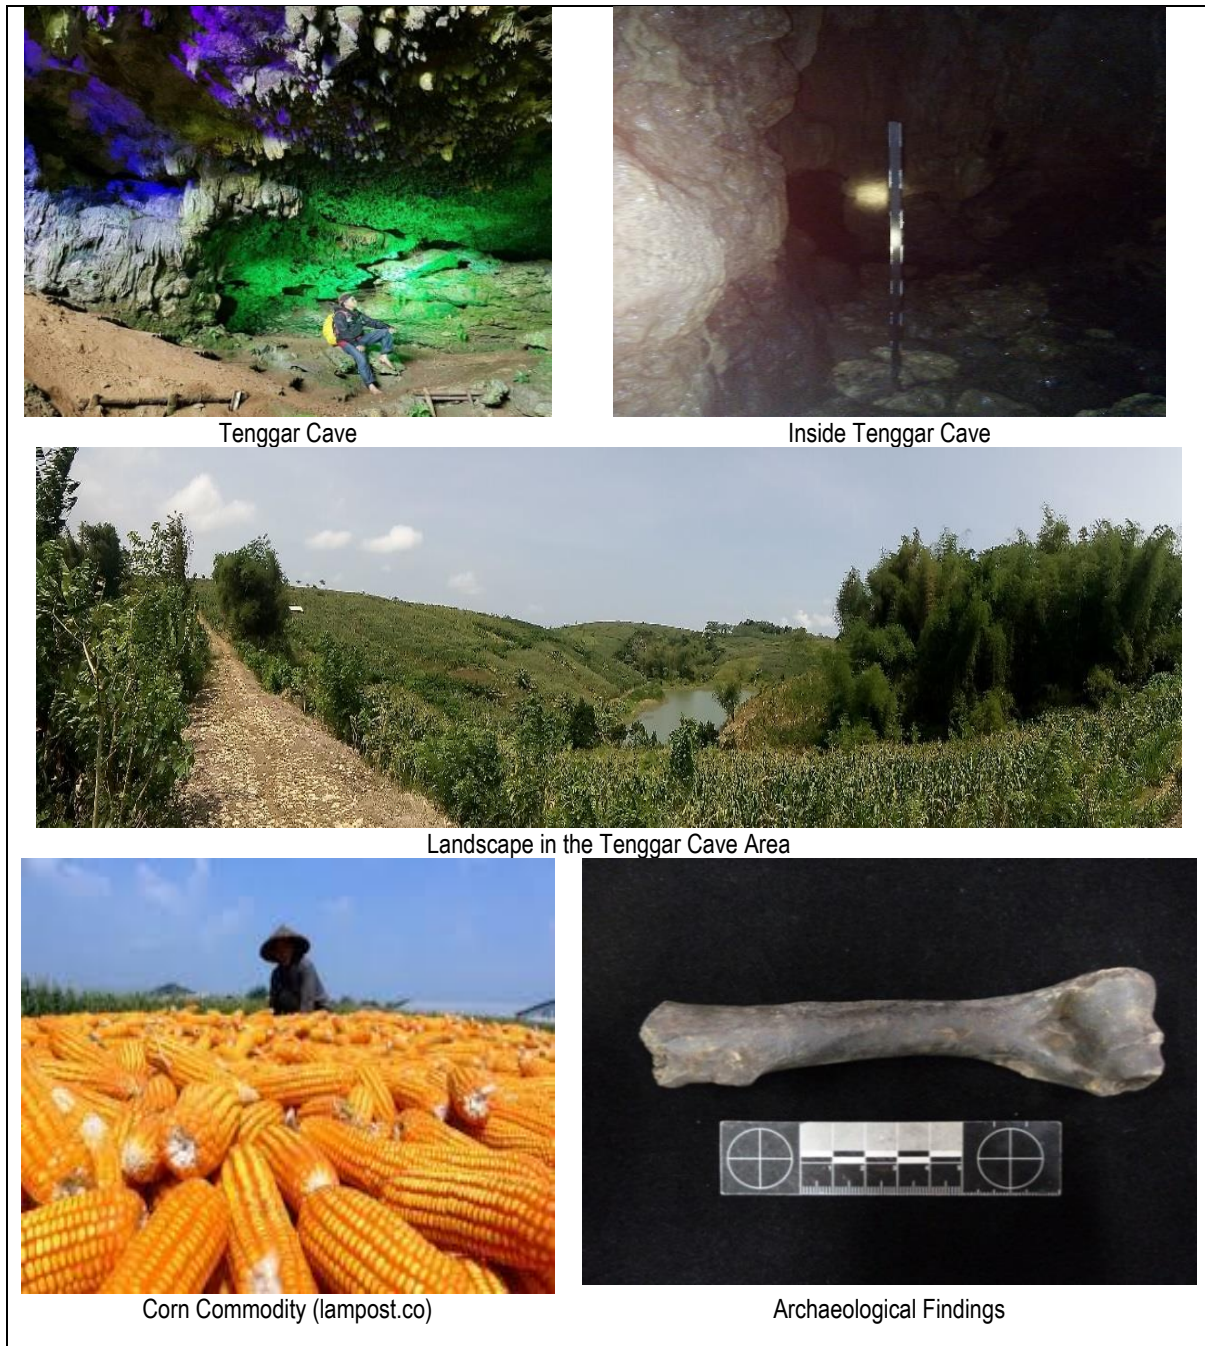 Tenggar Cave
Inside Tenggar Cave
Landscape in the Tenggar Cave Area
Corn Commodity (lampost.co)
Archaeological Findings